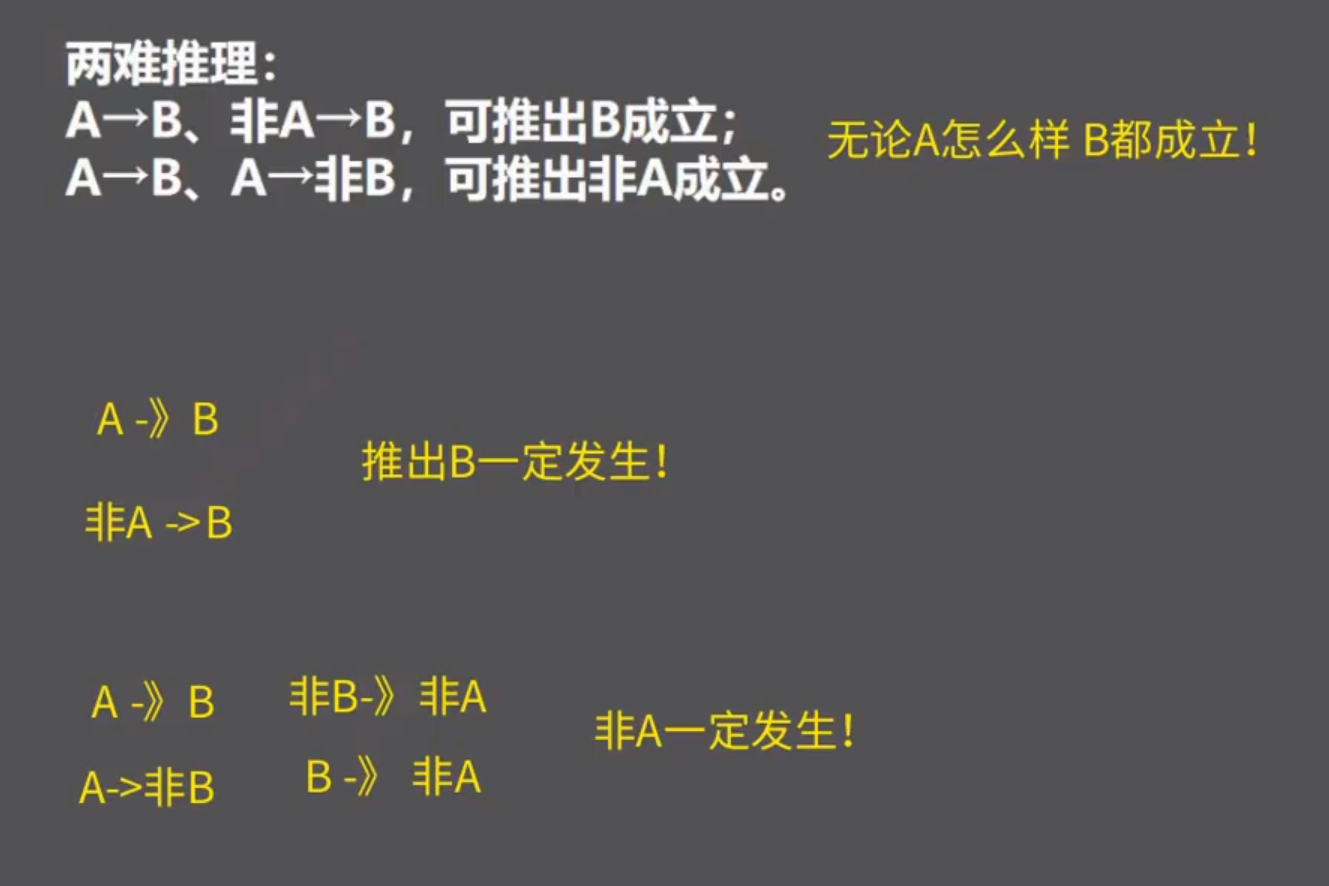 两难推理：
A→B、非A→B，可推出B成立；
无论A怎么样 B都成立！
A→B、A→非B，可推出非A成立。
A -》B
推出B一定发生！
非A ->B
A -》B
非B-》非A
非A一定发生！
A->非B
B -》 非A